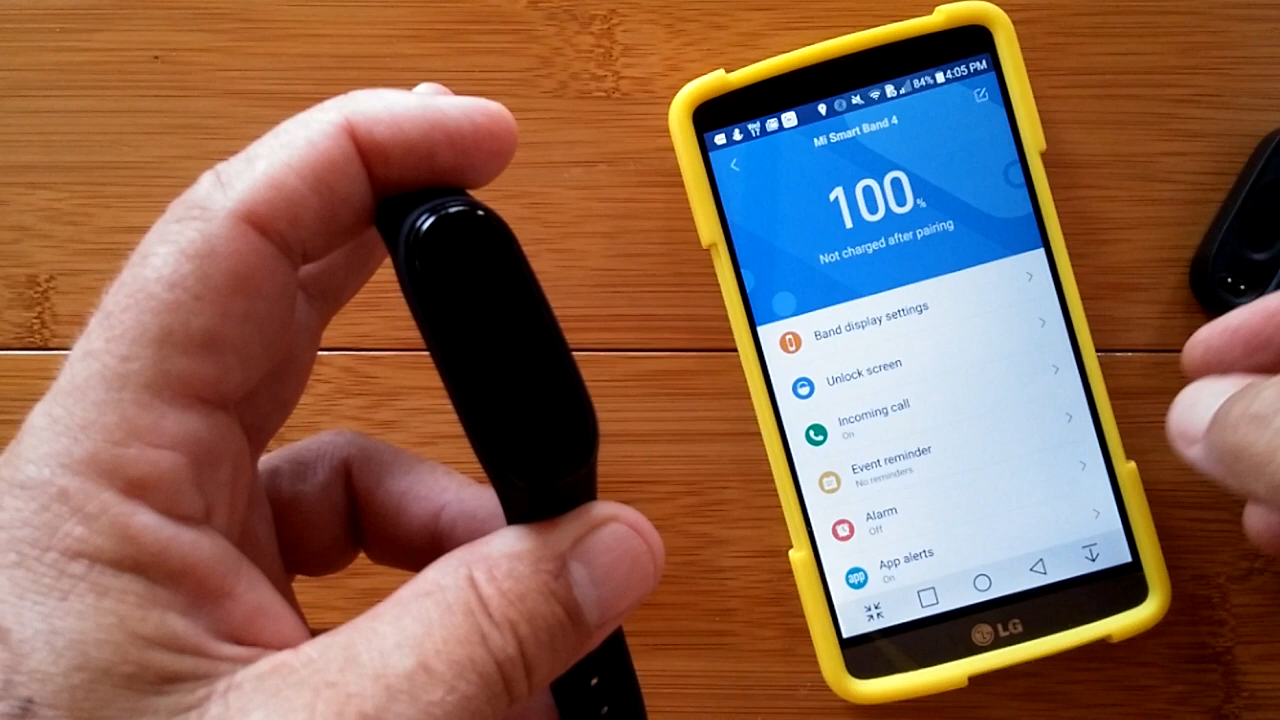 84% 4:05 PM
Mi Smart Band 4
100%
Not charged after pairing
Band display settings
Unlock screen
Incoming call
On
Event reminder
No reminders
Alarm
Off
app
App alerts
On
LG